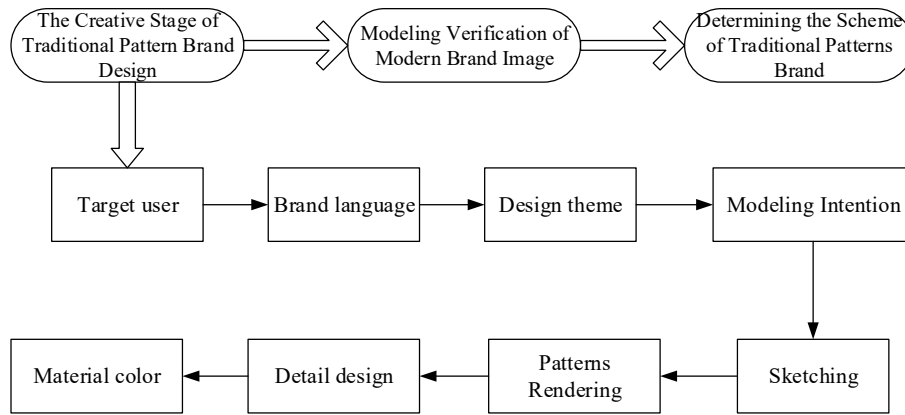 The Creative Stage of
Traditional Pattern Brand
Design
Modeling Verification of
Modern Brand Image
Determining the Scheme
of Traditional Patterns
Brand
Target user
Brand language
Design theme
Modeling Intention
Material color
Detail design
Patterns
Rendering
Sketching